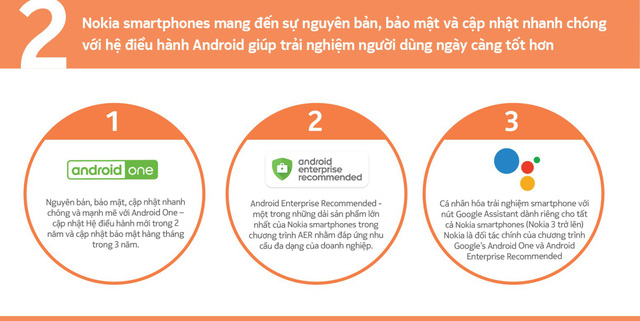 2
Nokia smartphones mang đến sự nguyên bản, bảo mật và cập nhật nhanh chóng
với hệ điều hành Android giúp trải nghiệm người dùng ngày càng tốt hơn
1
android one
Nguyên bản, bảo mật, cập nhật nhanh
chóng và mạnh mẽ với Android One –
cập nhật Hệ điều hành mới trong 2
năm và cập nhật bảo mật hàng tháng
trong 3 năm.
2
android
enterprise
recommended
Android Enterprise Recommended -
một trong những dải sản phẩm lớn
nhất của Nokia smartphones trong
chương trình AER nhằm đáp ứng nhu
cầu đa dạng của doanh nghiệp.
3
Cá nhân hóa trải nghiệm smartphone với
nút Google Assistant dành riêng cho tất
cả Nokia smartphones (Nokia 3 trở lên)
Nokia là đối tác chính của chương trình
Google's Android One và Android
Enterprise Recommended